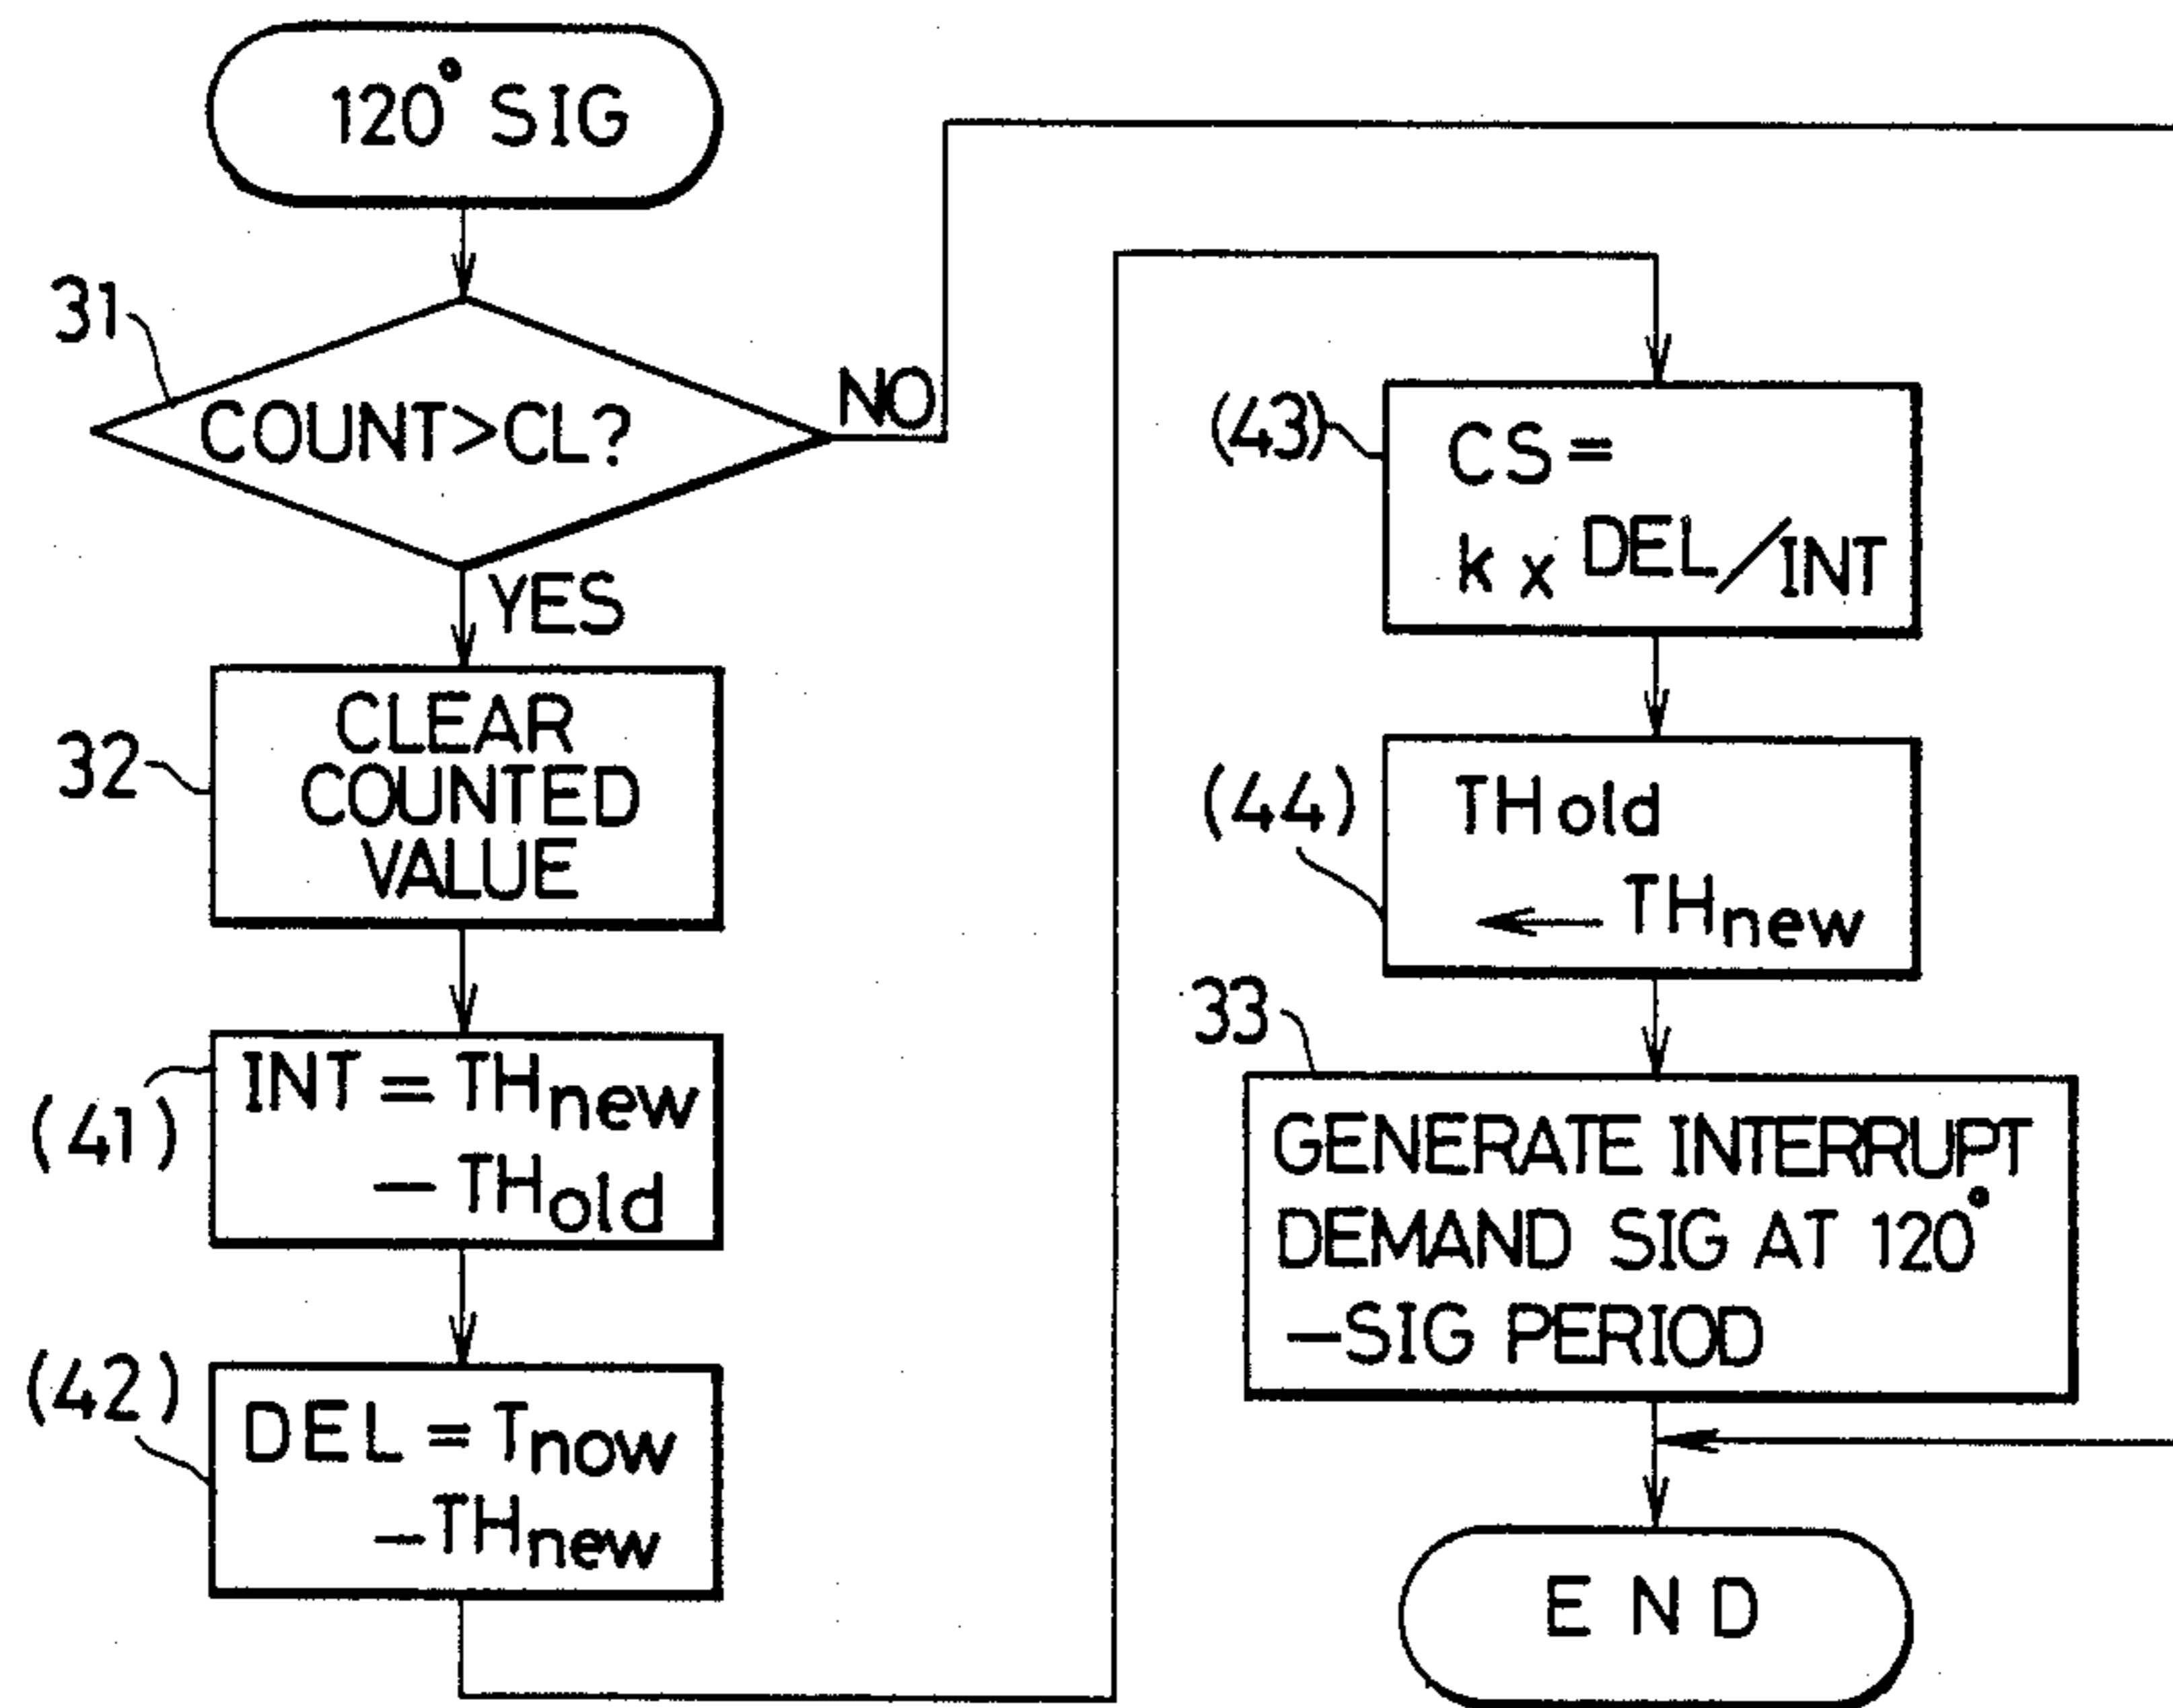 120° SIG
31
COUNT>CL?
NO
YES
32
CLEAR
COUNTED
VALUE
(41)
INT = THnew
- THold
(42)
DEL = Tnow
-THnew
(43)
CS =
k x DEL/INT
(44)
THold
← THnew
33
GENERATE INTERRUPT
DEMAND SIG AT 120°
-SIG PERIOD
END